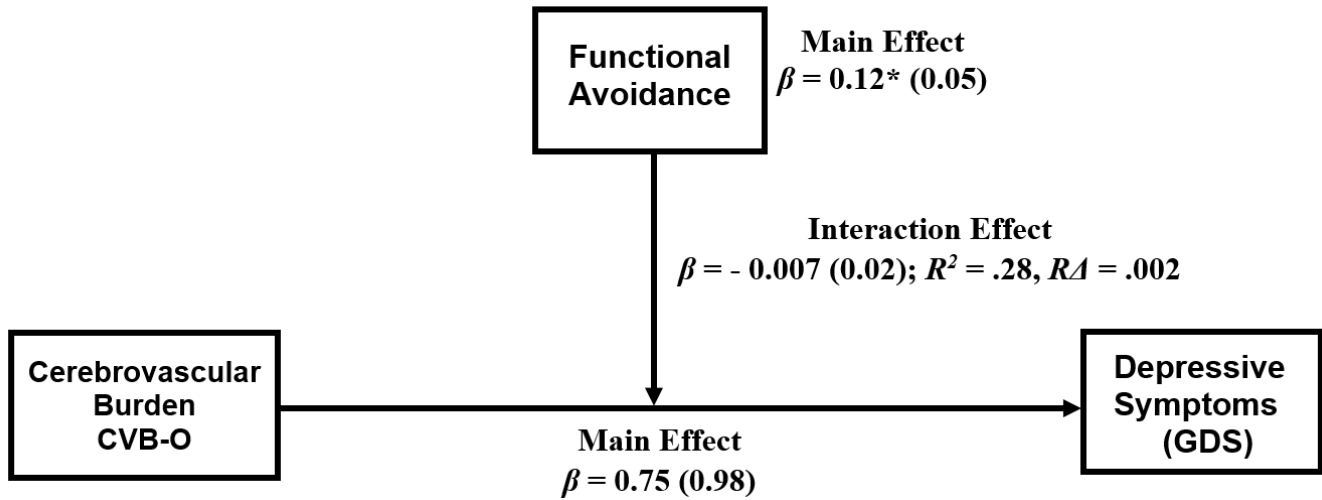 Functional
Avoidance
Main Effect
β = 0.12* (0.05)
Interaction Effect
β = - 0.007 (0.02); R² = .28, RΔ = .002
Cerebrovascular
Burden
CVB-O
Main Effect
β = 0.75 (0.98)
Depressive
Symptoms
(GDS)